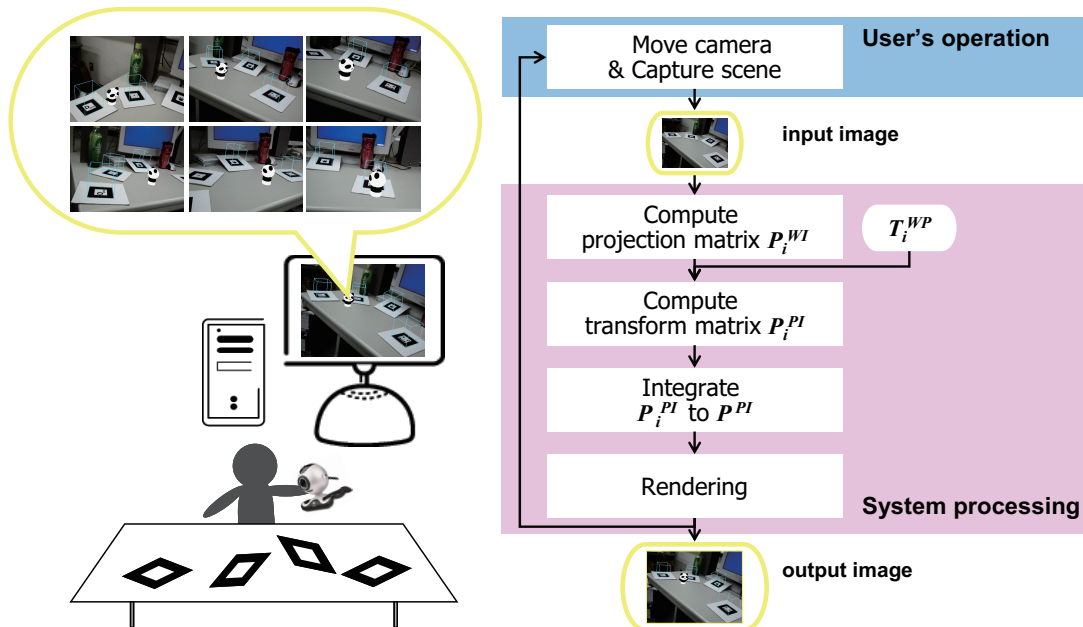 User's operation
Move camera
& Capture scene
input image
Compute
projection matrix P_i^{WI}
T_i^{WP}
Compute
transform matrix P_i^{PI}
Integrate
P_i^{PI} to P^{PI}
Rendering
System processing
output image